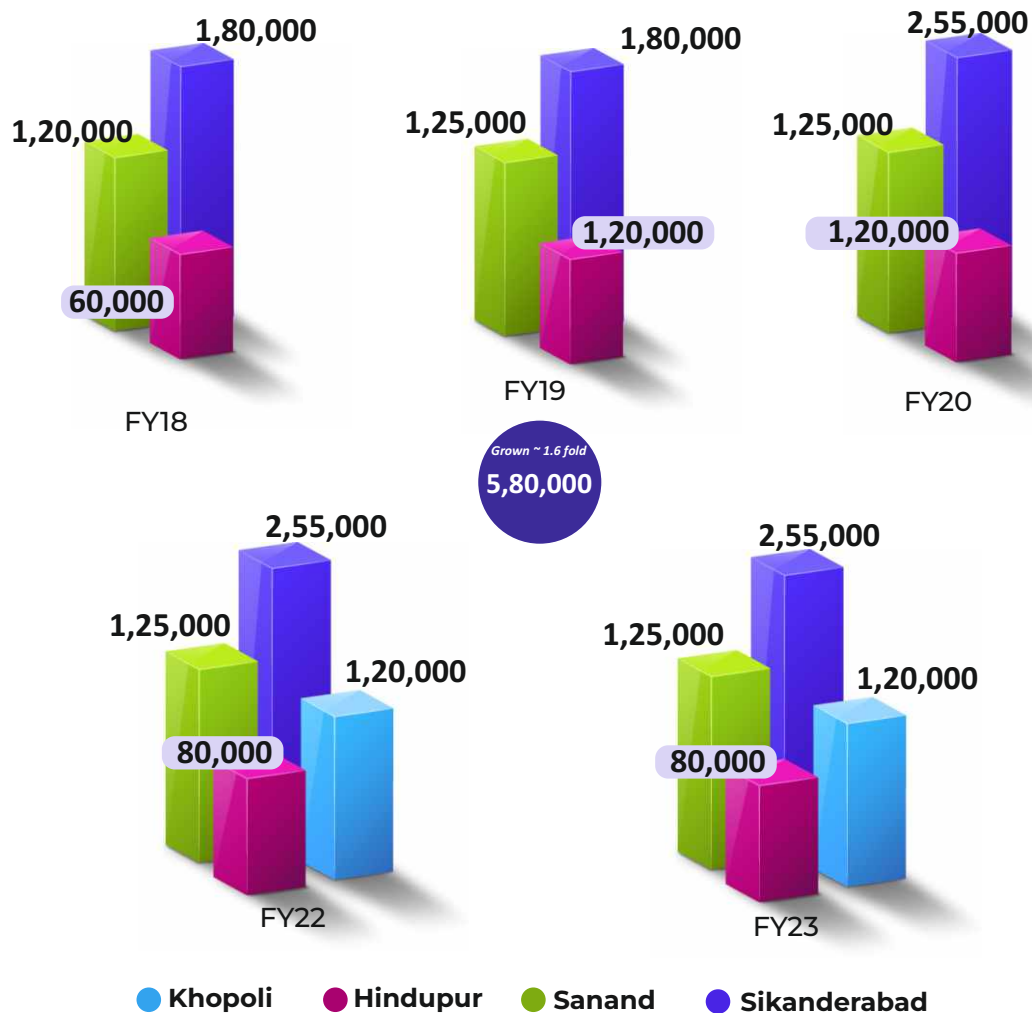 1,80,000
1,20,000
60,000
FY18
1,80,000
1,25,000
1,20,000
FY19
2,55,000
1,25,000
1,20,000
FY20
Grown ~ 1.6 fold
5,80,000
2,55,000
1,25,000
1,20,000
80,000
FY22
2,55,000
1,25,000
1,20,000
80,000
FY23
Khopoli Hindupur Sanand Sikanderabad